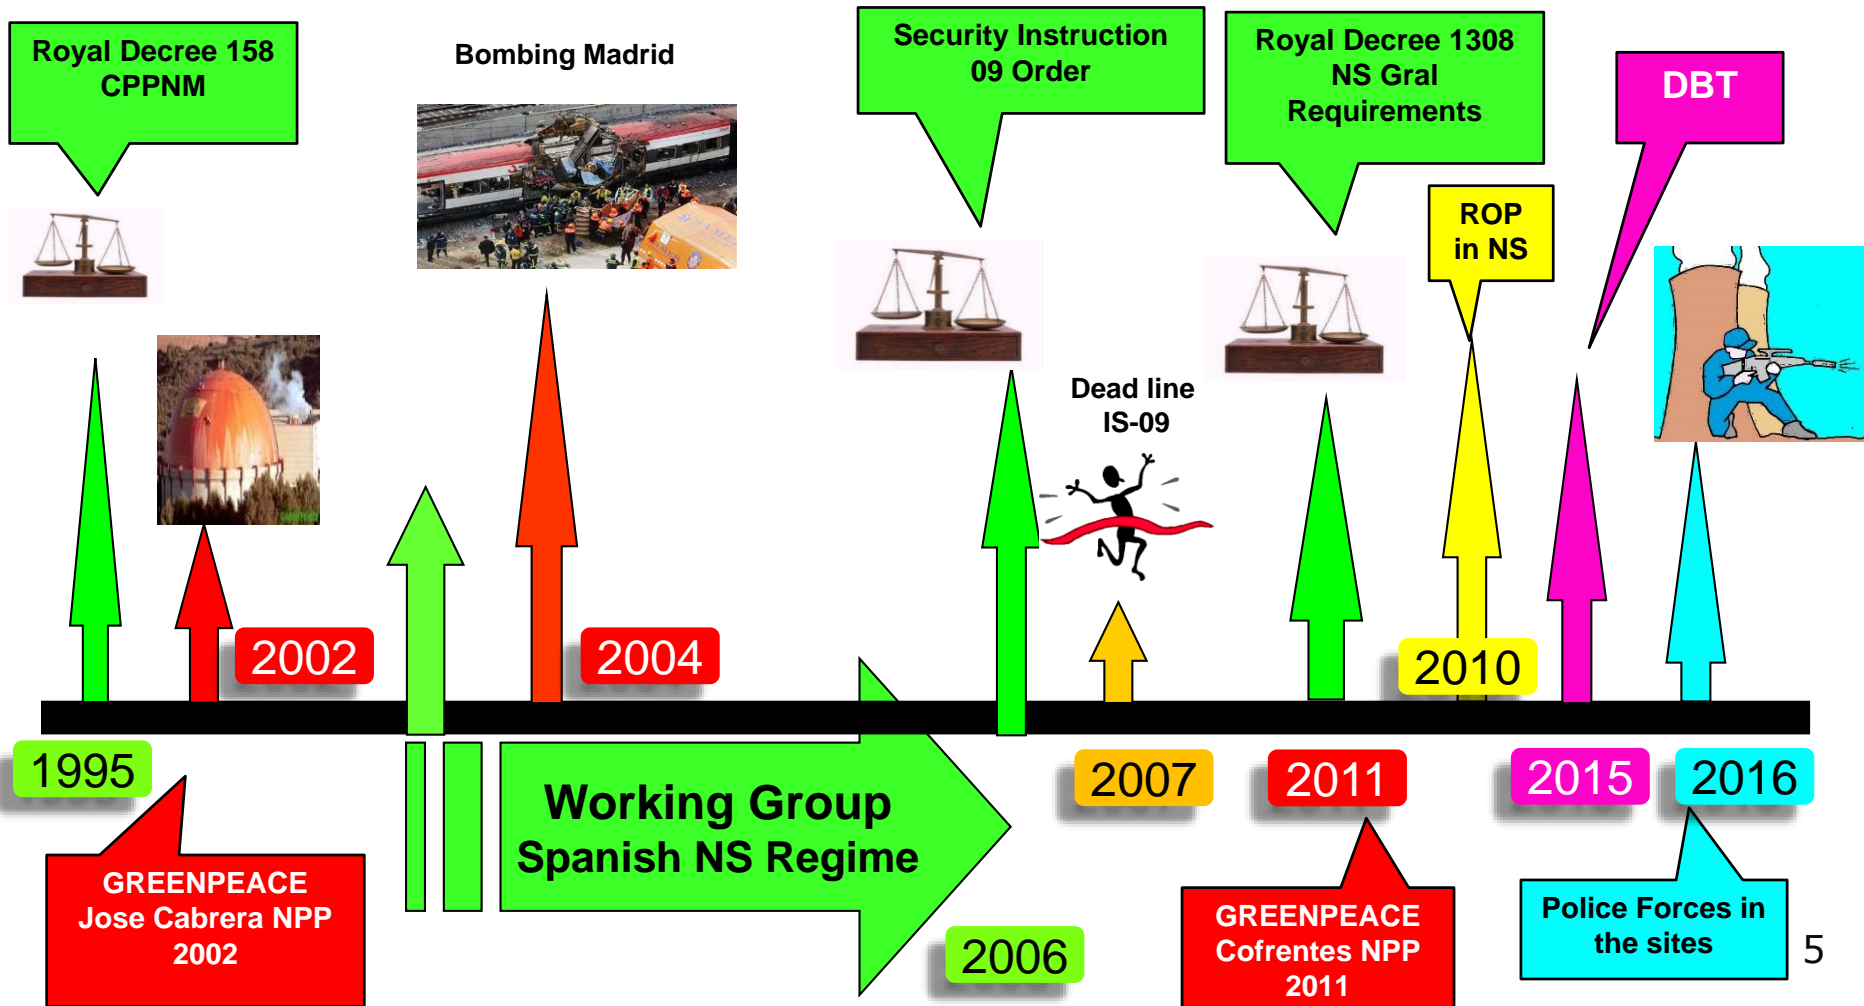 Royal Decree 158
CPPNM
Bombing Madrid
Security Instruction
09 Order
Royal Decree 1308
NS Gral
Requirements
DBT
ROP
in NS
Dead line
IS-09
2002
2004
2010
1995
2007
2011
2015
2016
Working Group
Spanish NS Regime
GREENPEACE
Jose Cabrera NPP
2002
2006
GREENPEACE
Cofrentes NPP
2011
Police Forces in
the sites
5